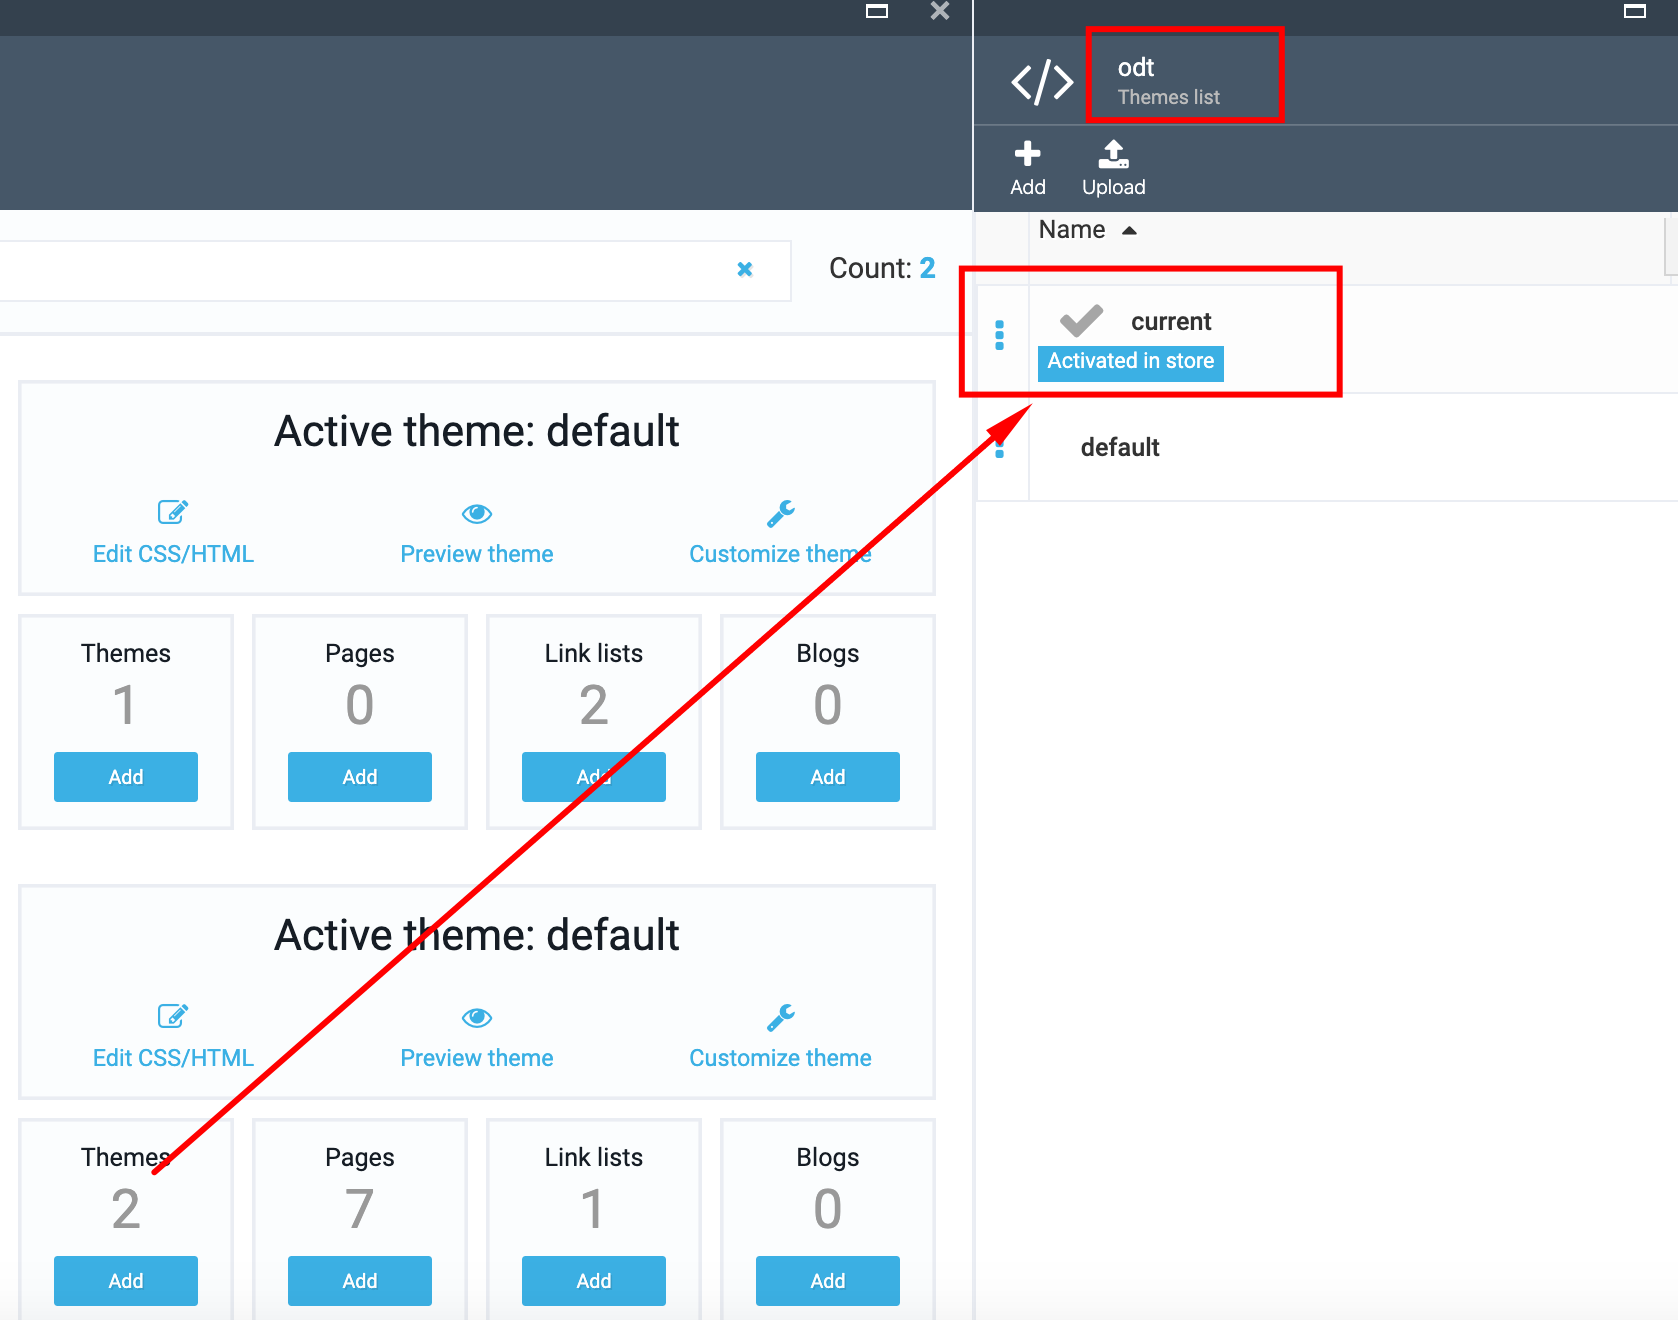 Count: 2
Active theme: default
Edit CSS/HTML
Preview theme
Customize theme
Themes
1
Add
Pages
0
Add
Link lists
2
Add
Blogs
0
Add
Active theme: default
Edit CSS/HTML
Preview theme
Customize theme
Themes
2
Add
Pages
7
Add
Link lists
1
Add
Blogs
0
Add
odt
Themes list
Add
Upload
Name
current
Activated in store
default